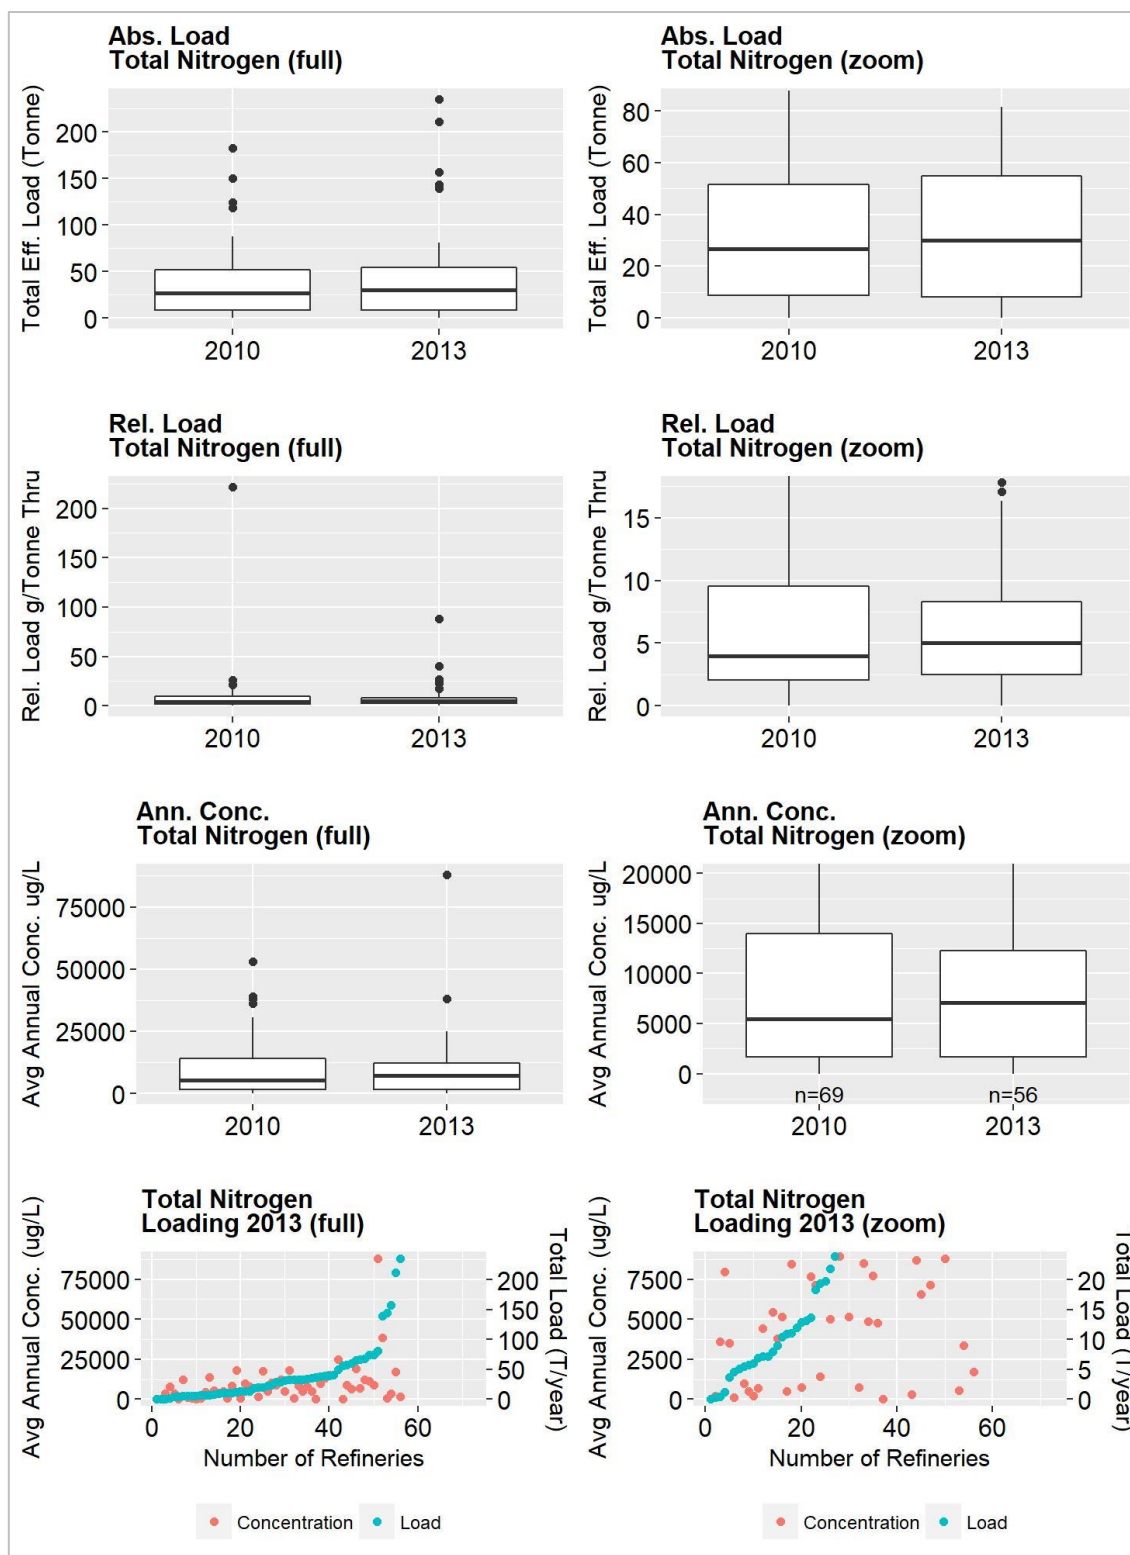 Abs. Load
Total Nitrogen (full)
Total Eff. Load (Tonne)
200
150
100
50
0
2010
2013
Abs. Load
Total Nitrogen (zoom)
Total Eff. Load (Tonne)
80
60
40
20
0
2010
2013
Rel. Load
Total Nitrogen (full)
Rel. Load g/Tonne Thru
200
150
100
50
0
2010
2013
Rel. Load
Total Nitrogen (zoom)
Rel. Load g/Tonne Thru
15
10
5
0
2010
2013
Ann. Conc.
Total Nitrogen (full)
Avg Annual Conc. ug/L
75000
50000
25000
0
2010
2013
Ann. Conc.
Total Nitrogen (zoom)
Avg Annual Conc. ug/L
20000
15000
10000
5000
0
n=69
n=56
2010
2013
Total Nitrogen
Loading 2013 (full)
Avg Annual Conc. (ug/L)
75000
50000
25000
0
Total Load (T/year)
200
150
100
50
0
0
20
40
60
Number of Refineries
Concentration
Load
Total Nitrogen
Loading 2013 (zoom)
Avg Annual Conc. (ug/L)
7500
5000
2500
0
Total Load (T/year)
20
15
10
5
0
0
20
40
60
Number of Refineries
Concentration
Load